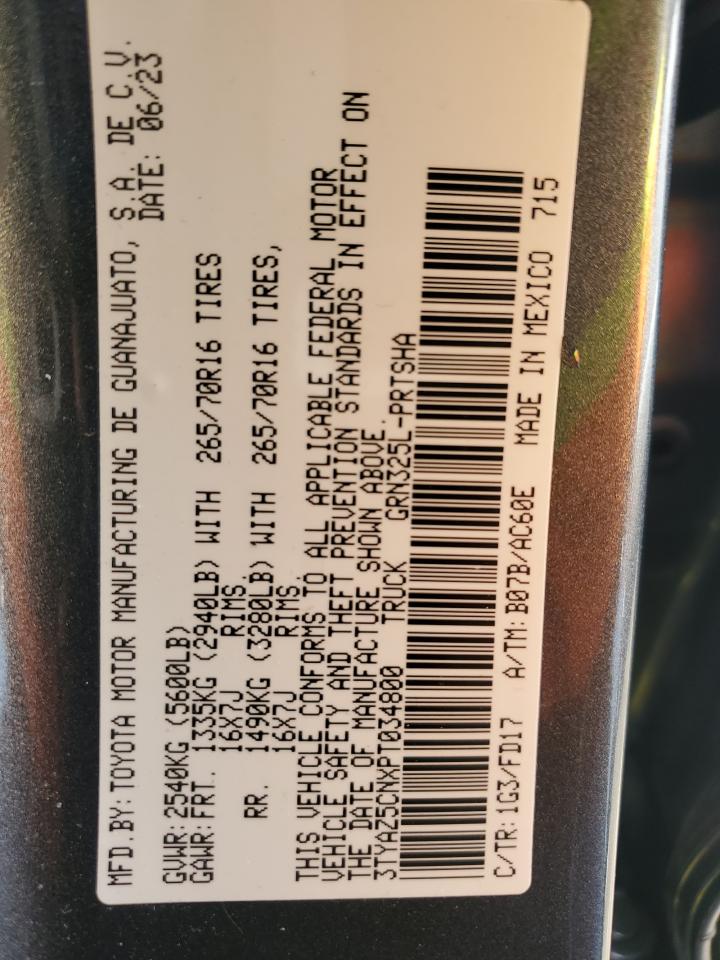 MFD.BY:TOYOTA MOTOR MANUFACTURING DE GUANAJUATO, S.A. DE C.V.
DATE: 06/23
GVWR:2540KG (5600LB)
GAWR:FRT. 1335KG (2940LB) WITH 265/70R16 TIRES
16X7J RIMS.
RR. 1490KG (3280LB) WITH 265/70R16 TIRES,
16X7J RIMS
THIS VEHICLE CONFORMS TO ALL APPLICABLE FEDERAL MOTOR
VEHICLE SAFETY AND THEFT PREVENTION STANDARDS IN EFFECT ON
THE DATE OF MANUFACTURE SHOWN ABOVE.
3TYAZ5CNXPT034800 TRUCK GRN325L-PRTSHA
C/TR:1G3/FD17 A/TM:B07B/AC60E MADE IN MEXICO 715